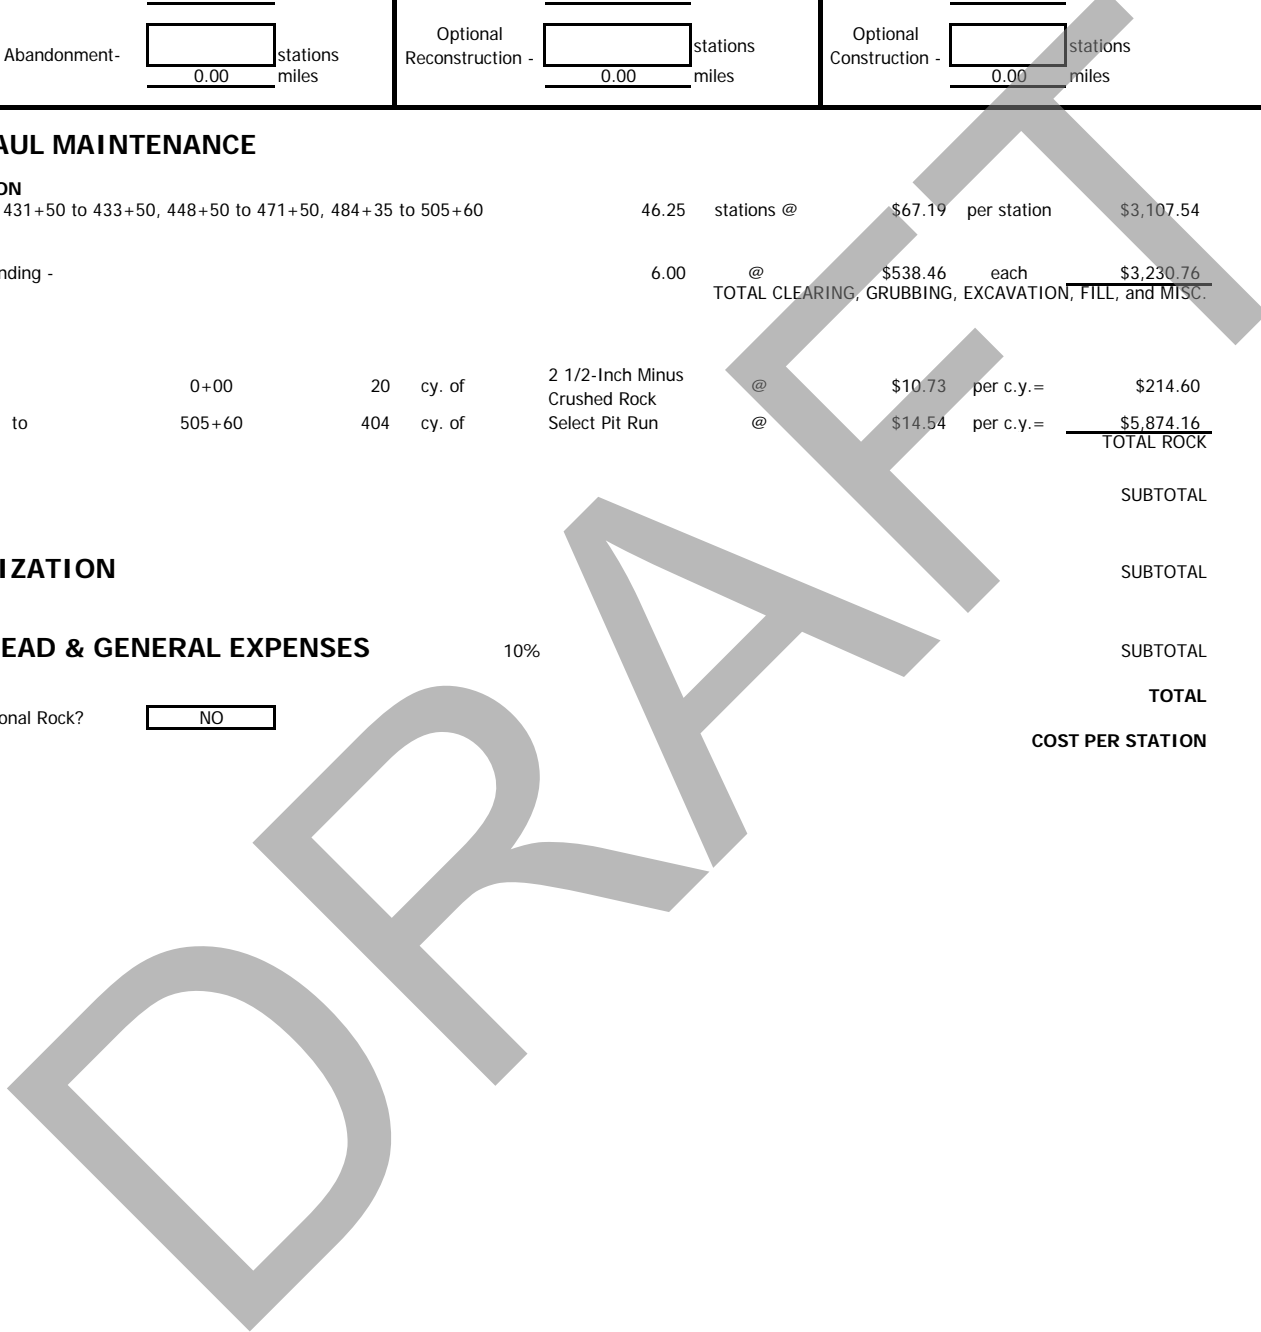 Abandonment- stations Optional Reconstruction - stations Optional Construction - stations
0.00 miles 0.00 miles 0.00 miles
AUL MAINTENANCE
ON
431+50 to 433+50, 448+50 to 471+50, 484+35 to 505+60 46.25 stations @ $67.19 per station $3,107.54
nding - 6.00 @ $538.46 each $3,230.76
TOTAL CLEARING, GRUBBING, EXCAVATION, FILL, and MISC.
0+00 20 cy. of 2 1/2-Inch Minus Crushed Rock @ $10.73 per c.y.= $214.60
to 505+60 404 cy. of Select Pit Run @ $14.54 per c.y.= $5,874.16
TOTAL ROCK
SUBTOTAL
IZATION SUBTOTAL
EAD & GENERAL EXPENSES 10% SUBTOTAL
TOTAL
onal Rock? NO
COST PER STATION
DRAFT